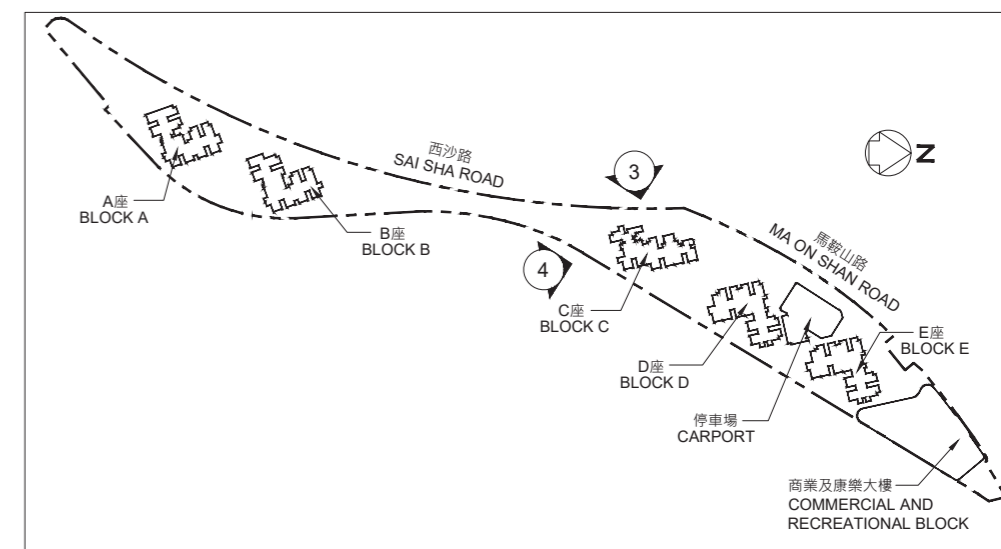 西沙路
SAI SHA ROAD
3
N
A座
BLOCK A
B座
BLOCK B
馬鞍山路
MA ON SHAN ROAD
4
C座
BLOCK C
E座
BLOCK E
D座
BLOCK D
停車場
CARPORT
商業及康樂大樓
COMMERCIAL AND
RECREATIONAL BLOCK